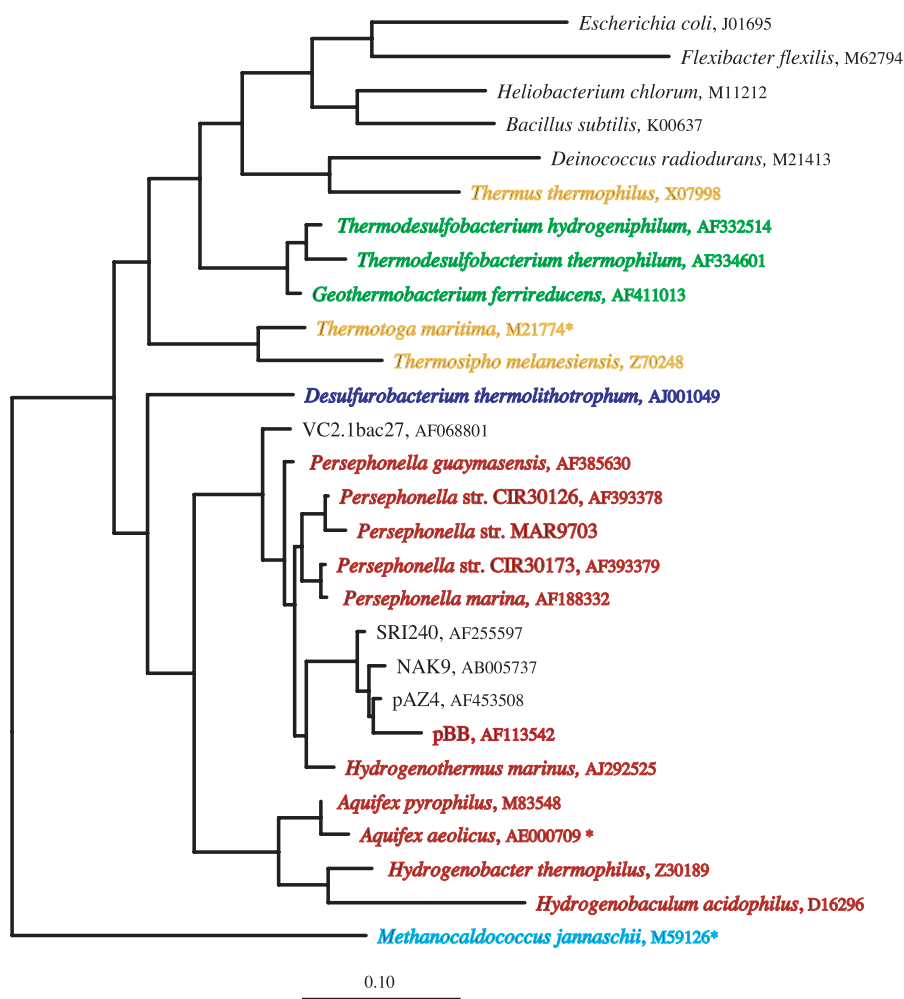 Escherichia coli, J01695
Flexibacter flexilis, M62794
Heliobacterium chlorum, M11212
Bacillus subtilis, K00637
Deinococcus radiodurans, M21413
Thermus thermophilus, X07998
Thermodesulfobacterium hydrogeniphilum, AF332514
Thermodesulfobacterium thermophilum, AF334601
Geothermobacterium ferrireducens, AF411013
Thermotoga maritima, M21774*
Thermosipho melanesiensis, Z70248
Desulfurobacterium thermolithotrophum, AJ001049
VC2.1bac27, AF068801
Persephonella guaymasensis, AF385630
Persephonella str. CIR30126, AF393378
Persephonella str. MAR9703
Persephonella str. CIR30173, AF393379
Persephonella marina, AF188332
SRI240, AF255597
NAK9, AB005737
pAZ4, AF453508
pBB, AF113542
Hydrogenothermus marinus, AJ292525
Aquifex pyrophilus, M83548
Aquifex aeolicus, AE000709 *
Hydrogenobacter thermophilus, Z30189
Hydrogenobaculum acidophilus, D16296
Methanocaldococcus jannaschii, M59126*
0.10